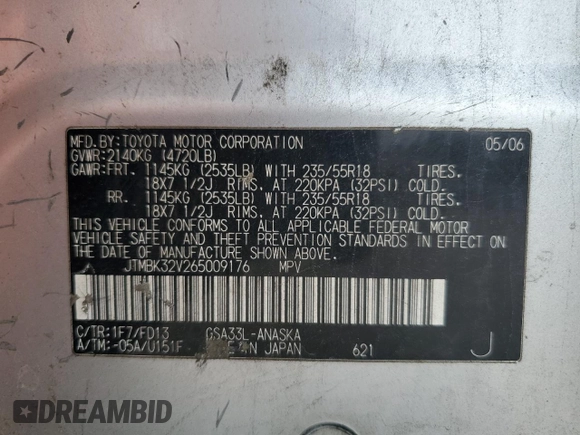 MFD.BY:TOYOTA MOTOR CORPORATION 05/06
GVWR:2140KG (4720LB)
GAWR:FRT. 1145KG (2535LB) WITH 235/55R18 TIRES.
18X7 1/2J RIMS. AT 220KPA (32PSI) COLD.
RR. 1145KG (2535LB) WITH 235/55R18 TIRES.
18X7 1/2J RIMS. AT 220KPA (32PSI) COLD.
THIS VEHICLE CONFORMS TO ALL APPLICABLE FEDERAL MOTOR
VEHICLE SAFETY AND THEFT PREVENTION STANDARDS IN EFFECT ON
THE DATE OF MANUFACTURE SHOWN ABOVE.
JTMBK32V265009176 MPV
C/TR:1F7/FD13 GSA33L-ANASKA
A/TM:-05A/U151F IN JAPAN 621 J
DREAMBID